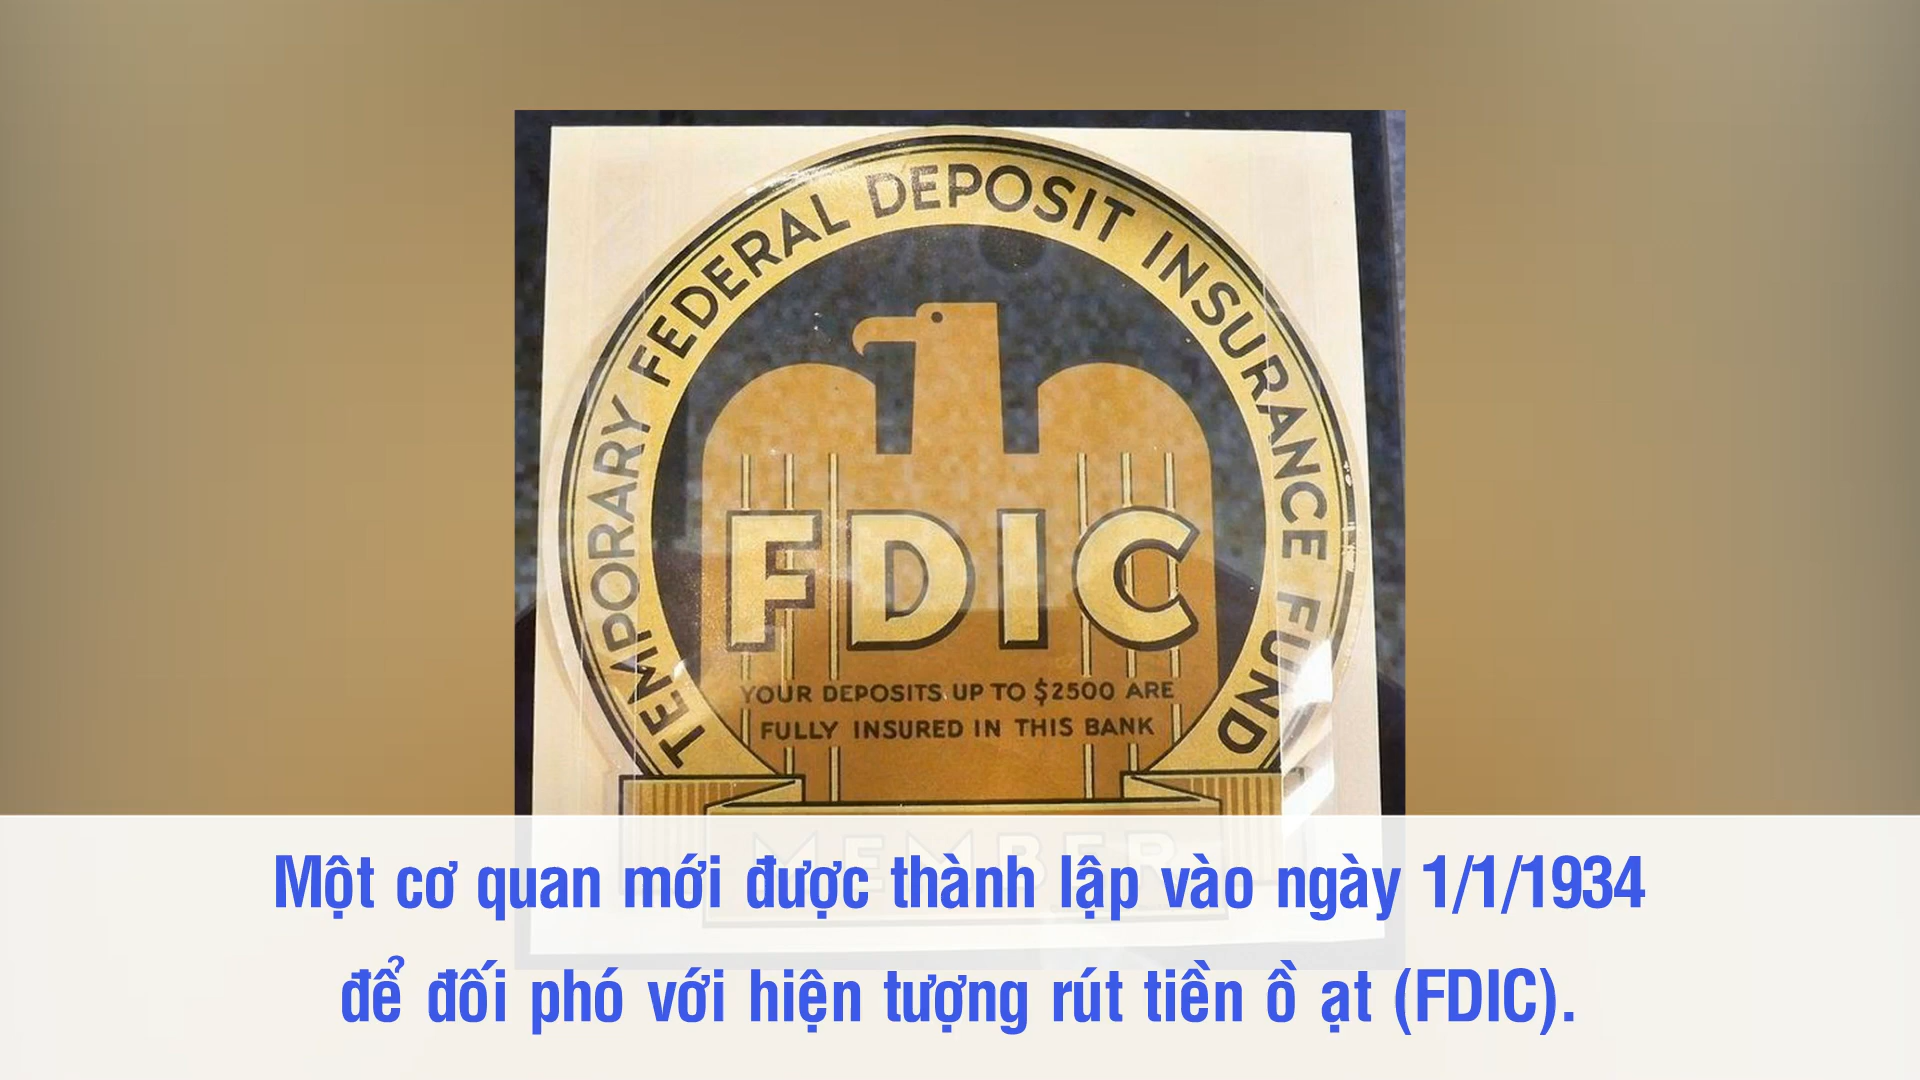 TEMPORARY FEDERAL DEPOSIT INSURANCE FUND
FDIC
YOUR DEPOSITS UP TO $2500 ARE
FULLY INSURED IN THIS BANK
MEMBER
Một cơ quan mới được thành lập vào ngày 1/1/1934
để đối phó với hiện tượng rút tiền ồ ạt (FDIC).